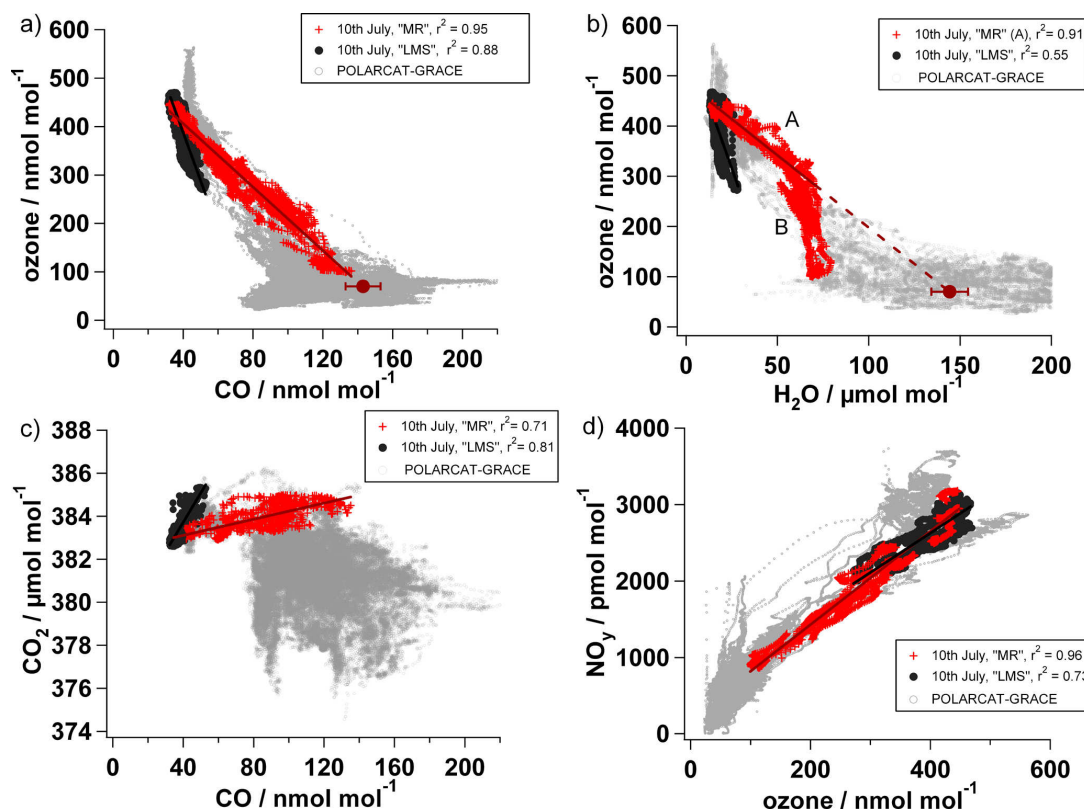 a)
600
500
400
300
200
100
0
ozone / nmol mol⁻¹
10th July, "MR", r² = 0.95
10th July, "LMS", r² = 0.88
POLARCAT-GRACE
0 40 80 120 160 200
CO / nmol mol⁻¹
b)
600
500
400
300
200
100
0
ozone / nmol mol⁻¹
10th July, "MR" (A), r² = 0.91
10th July, "LMS", r² = 0.55
POLARCAT-GRACE
A
B
0 50 100 150 200
H₂O / µmol mol⁻¹
c)
388
386
384
382
380
378
376
374
CO₂ / µmol mol⁻¹
10th July, "MR", r² = 0.71
10th July, "LMS", r² = 0.81
POLARCAT-GRACE
0 40 80 120 160 200
CO / nmol mol⁻¹
d)
4000
3000
2000
1000
0
NOy / pmol mol⁻¹
10th July, "MR", r² = 0.96
10th July, "LMS", r² = 0.73
POLARCAT-GRACE
0 200 400 600
ozone / nmol mol⁻¹